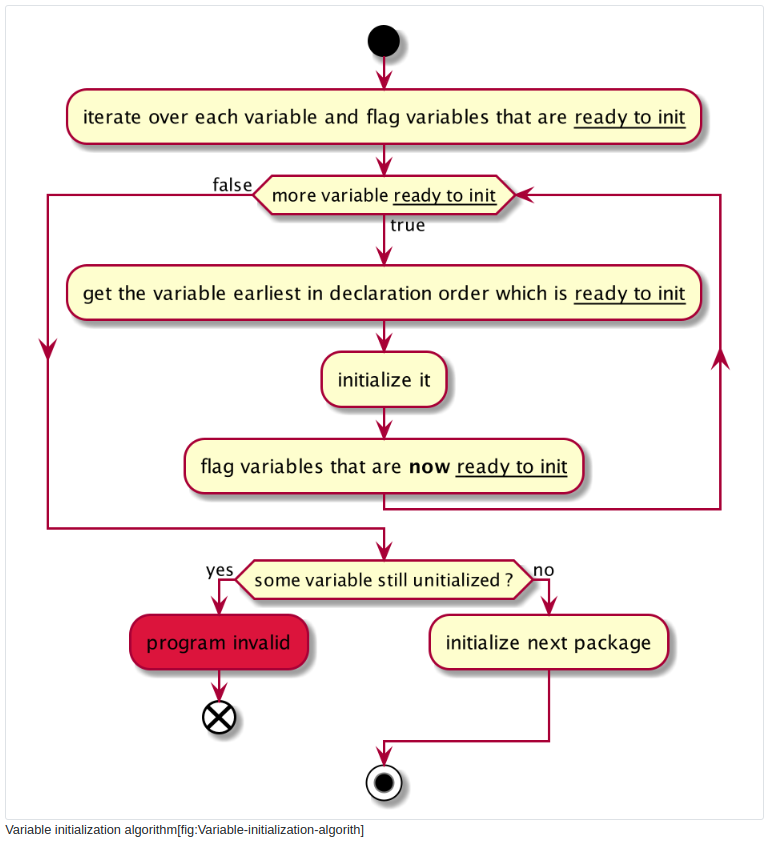 iterate over each variable and flag variables that are ready to init
false
more variable ready to init
true
get the variable earliest in declaration order which is ready to init
initialize it
flag variables that are now ready to init
yes
some variable still unitialized ?
no
program invalid
initialize next package
Variable initialization algorithm[fig:Variable-initialization-algorith]